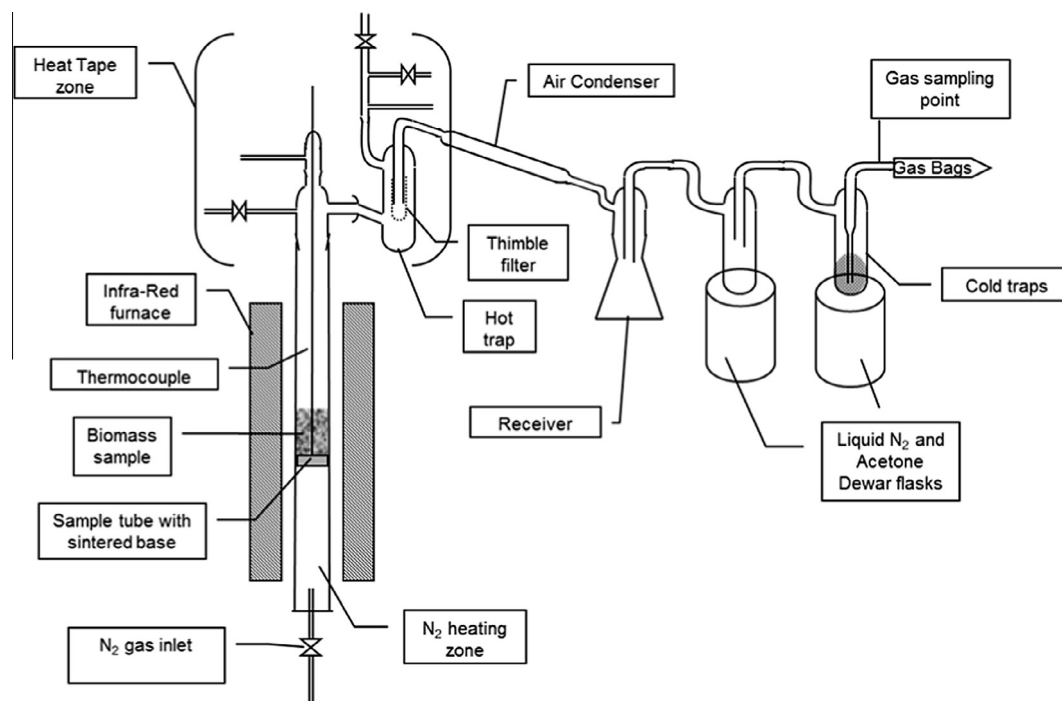 Heat Tape
zone
Air Condenser
Gas sampling
point
Gas Bags
Thimble
filter
Infra-Red
furnace
Hot
trap
Cold traps
Thermocouple
Receiver
Biomass
sample
Liquid N₂ and
Acetone
Dewar flasks
Sample tube with
sintered base
N₂ gas inlet
N₂ heating
zone